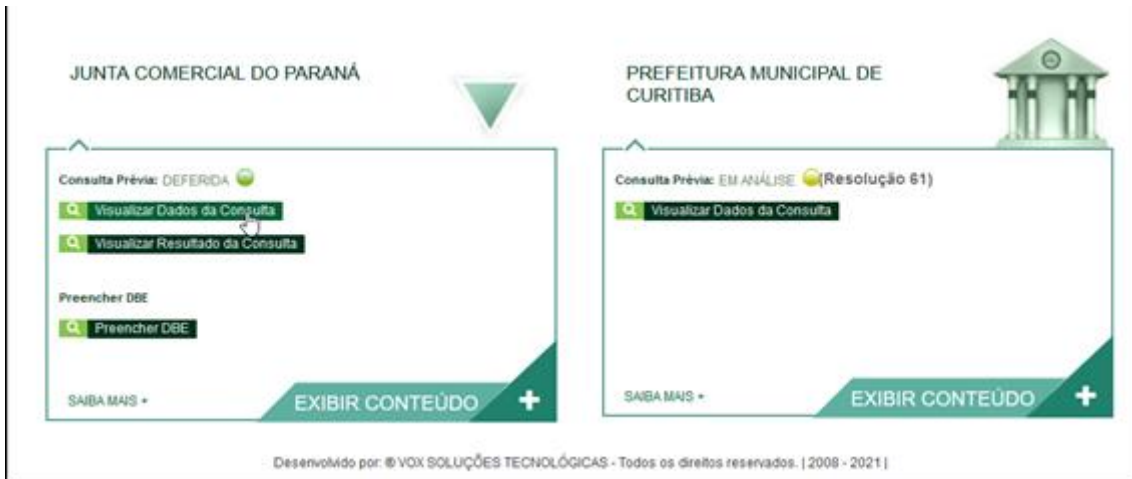 JUNTA COMERCIAL DO PARANÁ
Consulta Prévia: DEFERIDA
Visualizar Dados da Consulta
Visualizar Resultado da Consulta
Preencher DBE
Preencher DBE
SAIBA MAIS +
EXIBIR CONTEÚDO +
PREFEITURA MUNICIPAL DE
CURITIBA
Consulta Prévia: EM ANÁLISE (Resolução 61)
Visualizar Dados da Consulta
SAIBA MAIS +
EXIBIR CONTEÚDO +
Desenvolvido por: ® VOX SOLUÇÕES TECNOLÓGICAS - Todos os direitos reservados. | 2008 - 2021 |